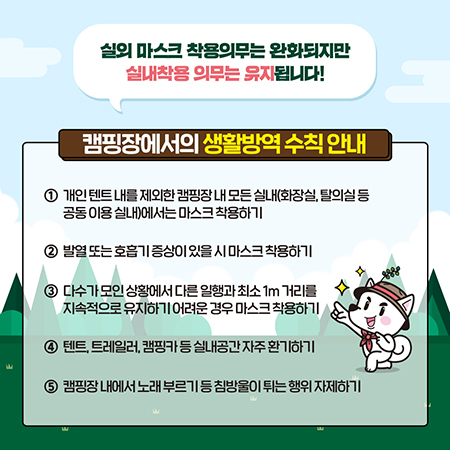 실외 마스크 착용의무는 완화되지만
실내착용 의무는 유지됩니다!
캠핑장에서의 생활방역 수칙 안내
① 개인 텐트 내를 제외한 캠핑장 내 모든 실내(화장실, 탈의실 등
공동 이용 실내)에서는 마스크 착용하기
② 발열 또는 호흡기 증상이 있을 시 마스크 착용하기
③ 다수가 모인 상황에서 다른 일행과 최소 1m 거리를
지속적으로 유지하기 어려운 경우 마스크 착용하기
④ 텐트, 트레일러, 캠핑카 등 실내공간 자주 환기하기
⑤ 캠핑장 내에서 노래 부르기 등 침방울이 튀는 행위 자제하기